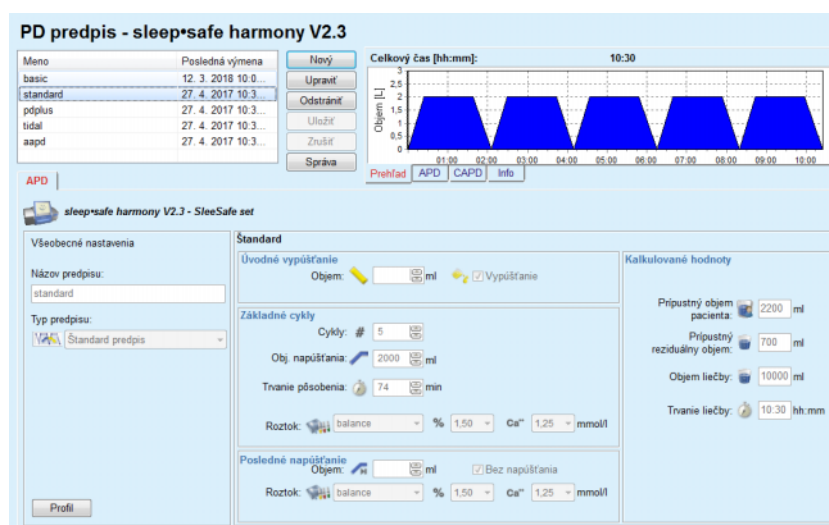 PD predpis - sleep•safe harmony V2.3
Meno Posledná výmena
basic 12. 3. 2018 10:0...
standard 27. 4. 2017 10:3...
pdplus 27. 4. 2017 10:3...
tidal 27. 4. 2017 10:3...
aapd 27. 4. 2017 10:3...
Nový
Upraviť
Odstrániť
Uložiť
Zrušiť
Správa
Celkový čas [hh:mm]: 10:30
Objem [L]
3
2,5
2
1,5
1
0,5
0
01:00 02:00 03:00 04:00 05:00 06:00 07:00 08:00 09:00 10:00
Prehľad APD CAPD Info
APD
sleep•safe harmony V2.3 - SleeSafe set
Všeobecné nastavenia
Názov predpisu:
standard
Typ predpisu:
Štandard predpis
Profil
Štandard
Úvodné vypúšťanie
Objem: ml Vypúšťanie
Základné cykly
Cykly: # 5
Obj. napúšťania: 2000 ml
Trvanie pôsobenia: 74 min
Roztok: balance % 1,50 Ca⁺⁺ 1,25 mmol/l
Posledné napúšťanie
Objem: ml Bez napúšťania
Roztok: balance % 1,50 Ca⁺⁺ 1,25 mmol/l
Kalkulované hodnoty
Prípustný objem
pacienta: 2200 ml
Prípustný
reziduálny objem: 700 ml
Objem liečby: 10000 ml
Trvanie liečby: 10:30 hh:mm